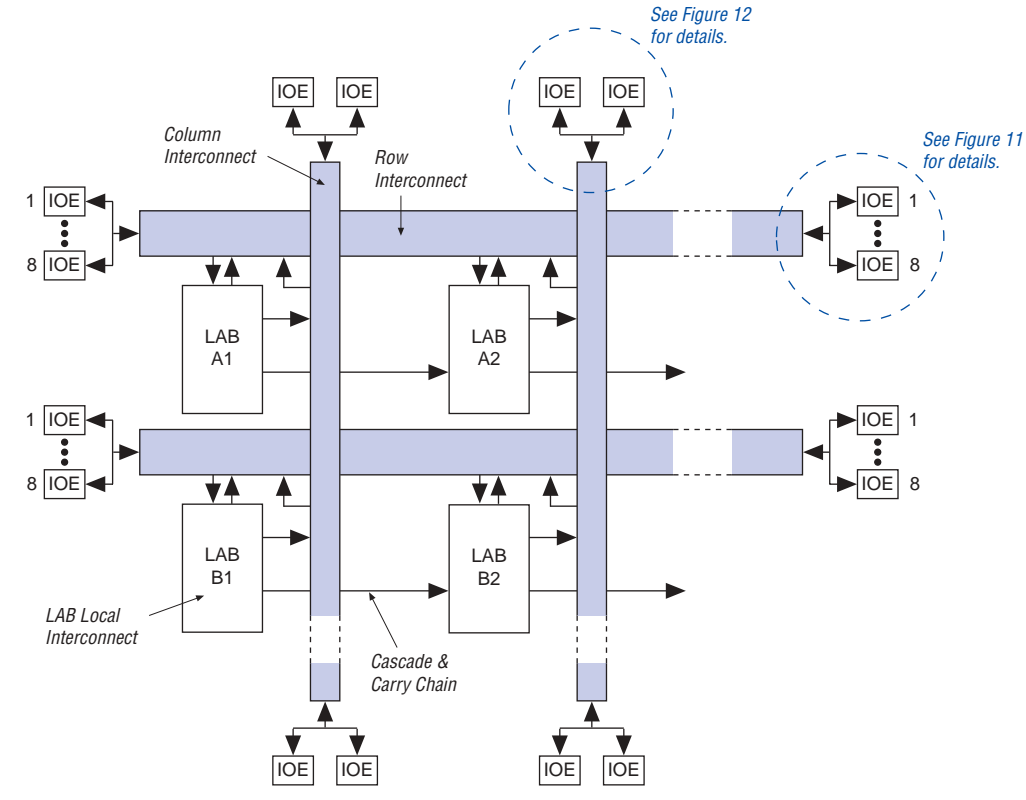 See Figure 12
for details.
IOE IOE IOE IOE
Column
Interconnect
Row
Interconnect
See Figure 11
for details.
1 IOE IOE 1
8 IOE IOE 8
LAB
A1
LAB
A2
1 IOE IOE 1
8 IOE IOE 8
LAB
B1
LAB
B2
LAB Local
Interconnect
Cascade &
Carry Chain
IOE IOE IOE IOE